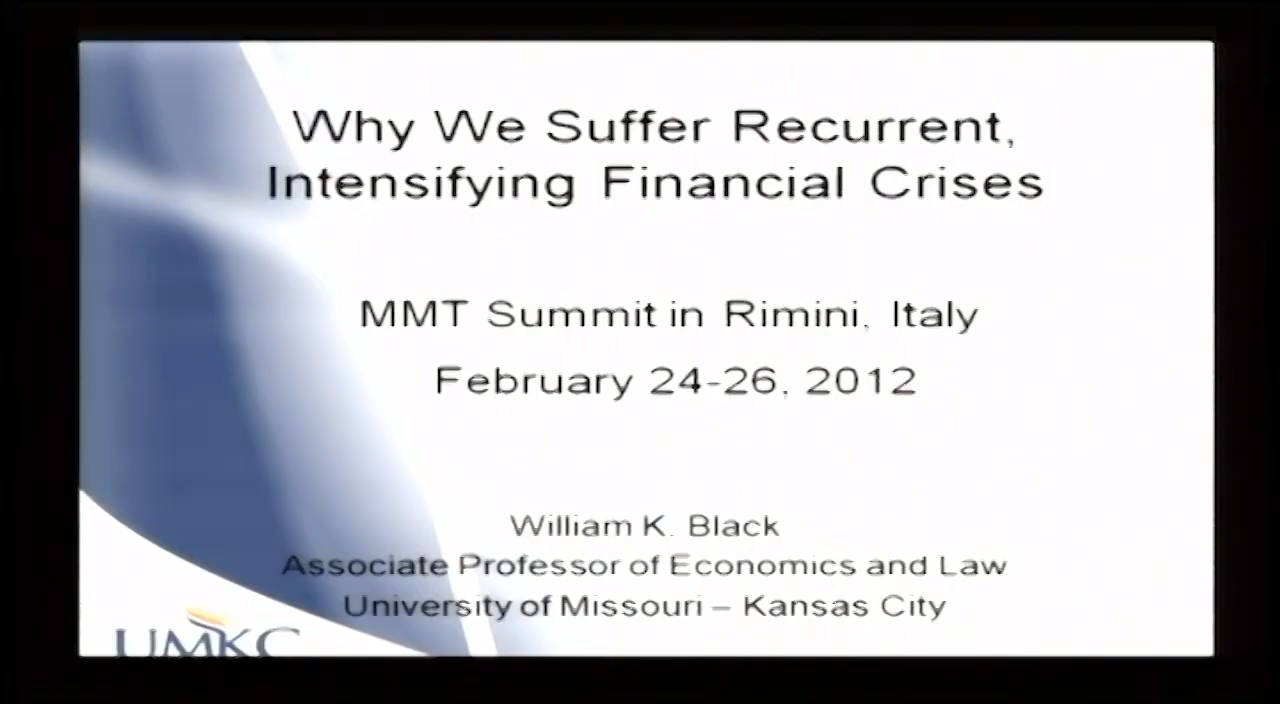 Why We Suffer Recurrent,
Intensifying Financial Crises
MMT Summit in Rimini, Italy
February 24-26, 2012
William K. Black
Associate Professor of Economics and Law
University of Missouri – Kansas City
UMKC